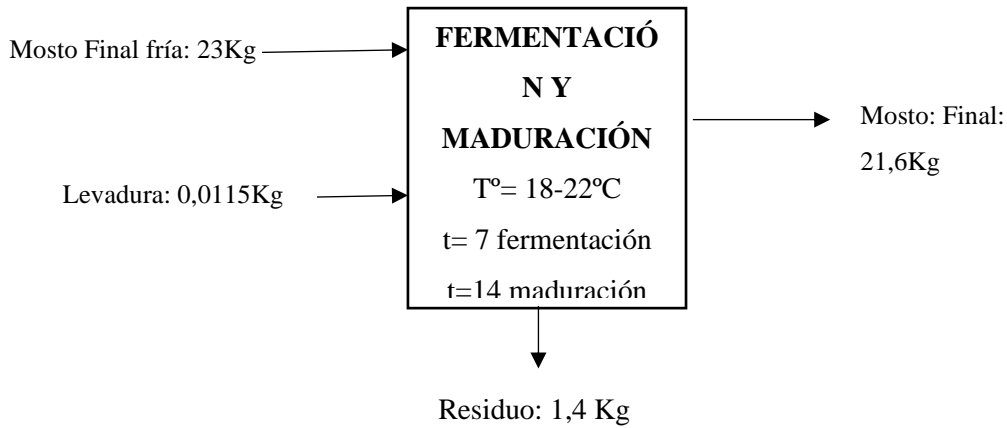 Mosto Final fría: 23Kg
Levadura: 0,0115Kg
FERMENTACIÓ
N Y
MADURACIÓN
Tº= 18-22ºC
t= 7 fermentación
t=14 maduración
Mosto: Final:
21,6Kg
Residuo: 1,4 Kg